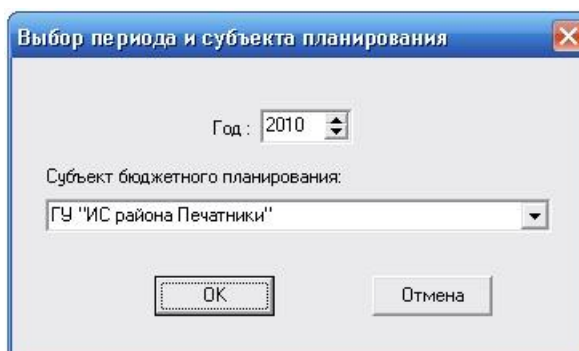 Выбор периода и субъекта планирования
Год : 2010
Субъект бюджетного планирования:
ГУ "ИС района Печатники"
OK Отмена